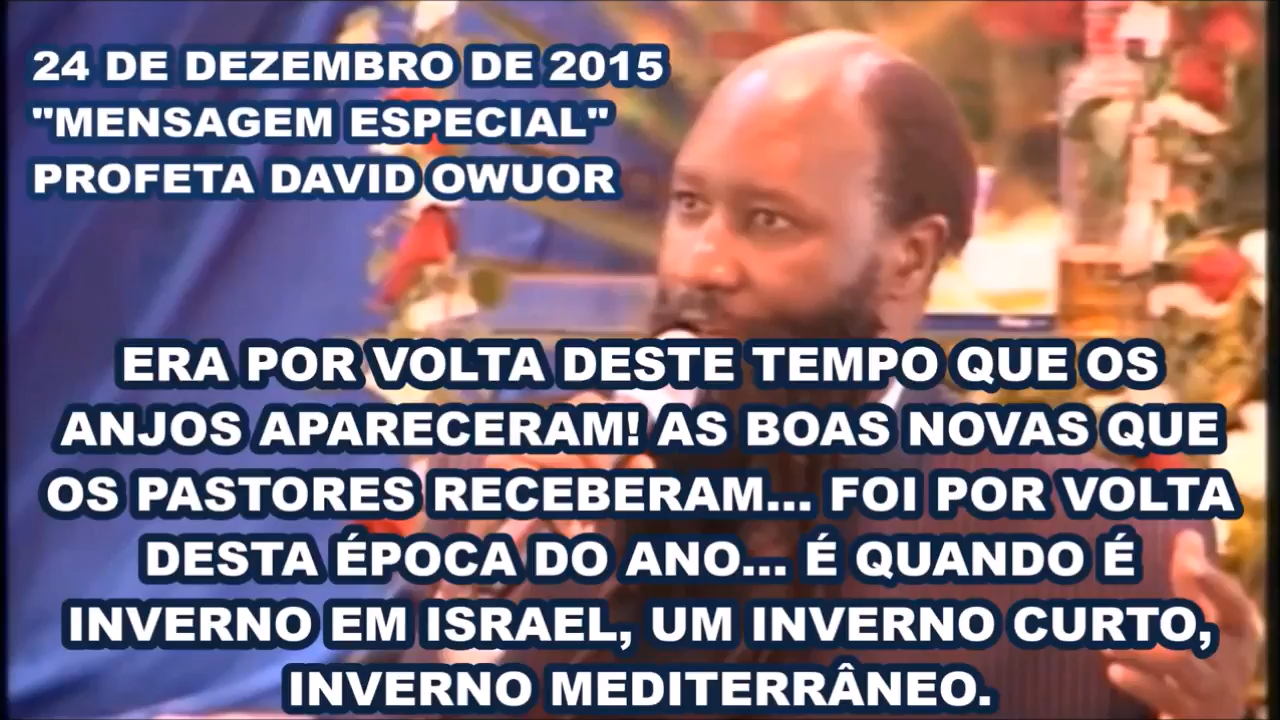 24 DE DEZEMBRO DE 2015
"MENSAGEM ESPECIAL"
PROFETA DAVID OWUOR
ERA POR VOLTA DESTE TEMPO QUE OS
ANJOS APARECERAM! AS BOAS NOVAS QUE
OS PASTORES RECEBERAM... FOI POR VOLTA
DESTA ÉPOCA DO ANO... É QUANDO É
INVERNO EM ISRAEL, UM INVERNO CURTO,
INVERNO MEDITERRÂNEO.